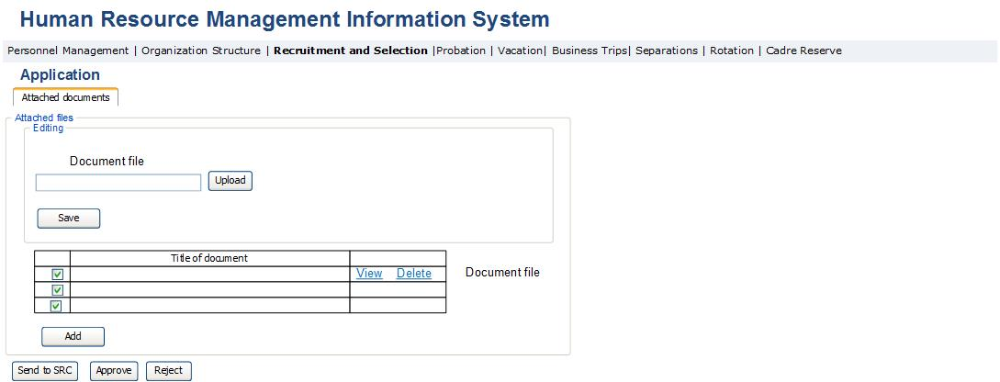 Human Resource Management Information System
Personnel Management | Organization Structure | Recruitment and Selection |Probation | Vacation| Business Trips| Separations | Rotation | Cadre Reserve
Application
Attached documents
Attached files
Editing
Document file
Upload
Save
Title of document
View Delete Document file
Add
Send to SRC Approve Reject